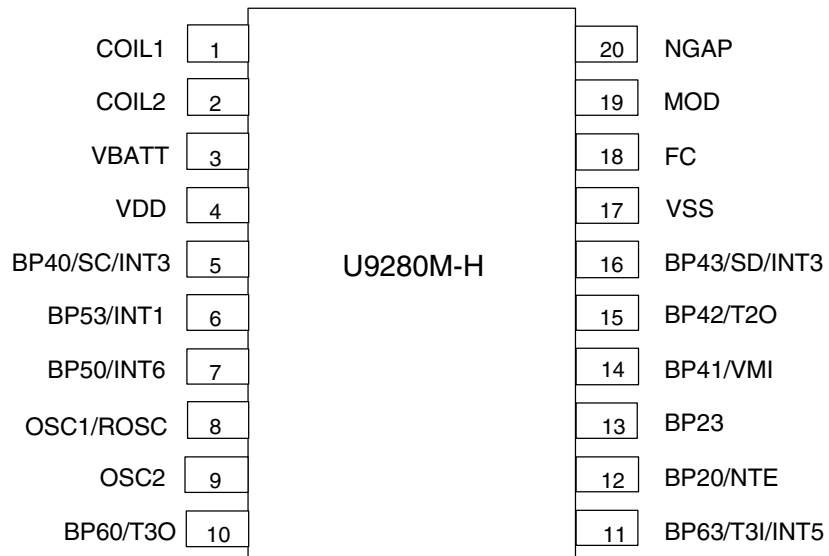 COIL1 1 20 NGAP
COIL2 2 19 MOD
VBATT 3 18 FC
VDD 4 17 VSS
BP40/SC/INT3 5 U9280M-H 16 BP43/SD/INT3
BP53/INT1 6 15 BP42/T2O
BP50/INT6 7 14 BP41/VMI
OSC1/ROSC 8 13 BP23
OSC2 9 12 BP20/NTE
BP60/T3O 10 11 BP63/T3I/INT5